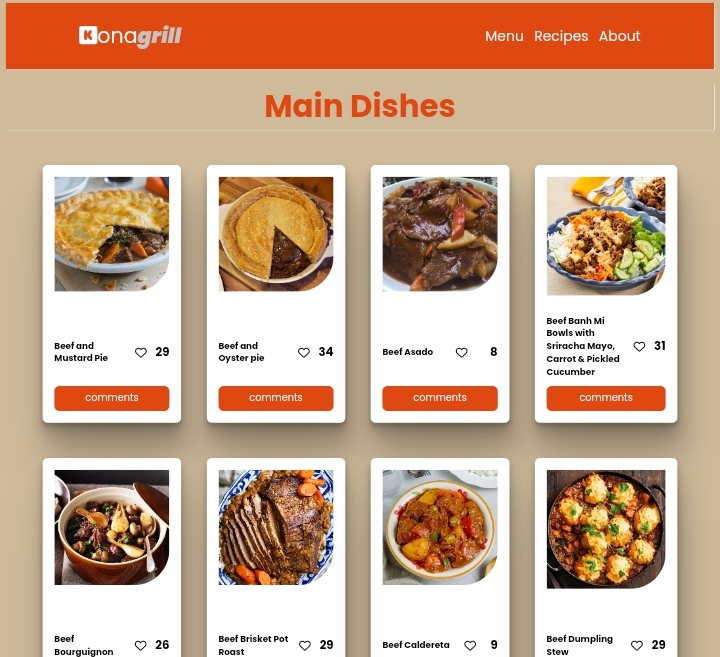 Konagrill
Menu Recipes About
Main Dishes
Beef and
Mustard Pie
29
comments
Beef and
Oyster pie
34
comments
Beef Asado
8
comments
Beef Banh Mi
Bowls with
Sriracha Mayo,
Carrot & Pickled
Cucumber
31
comments
Beef
Bourguignon
26
Beef Brisket Pot
Roast
29
Beef Caldereta
9
Beef Dumpling
Stew
29